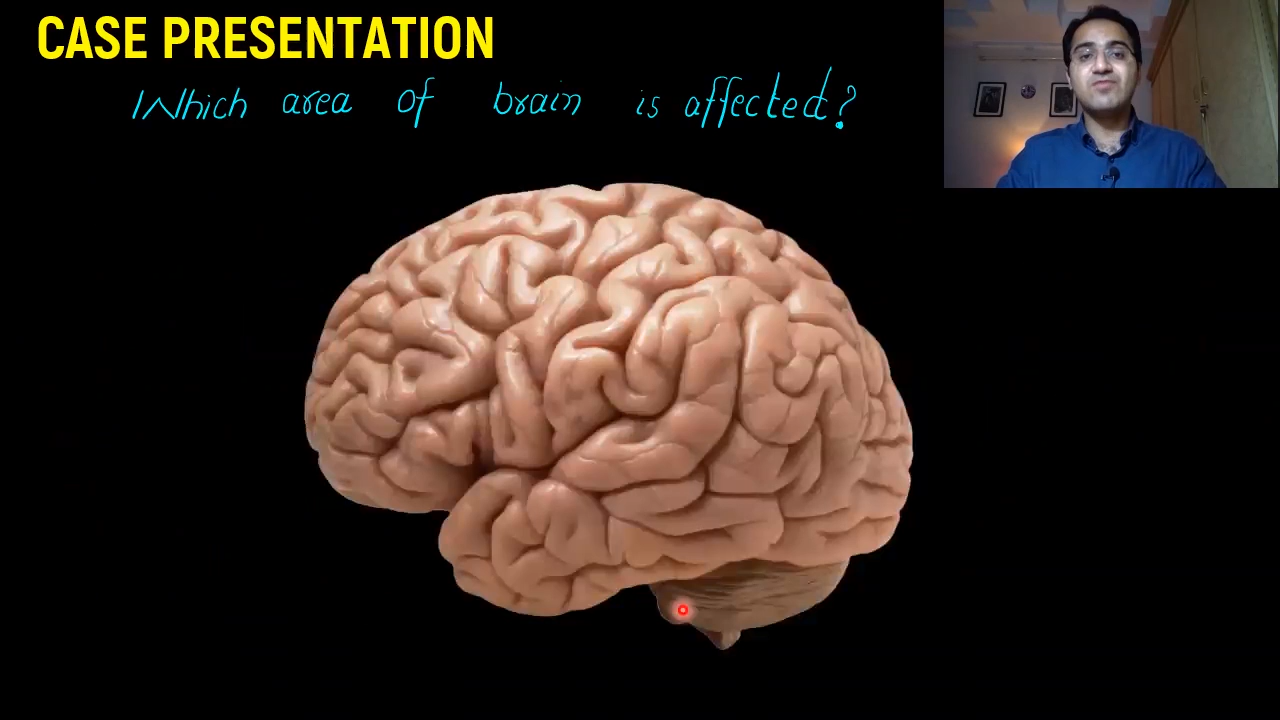 CASE PRESENTATION
Which area of brain is affected?